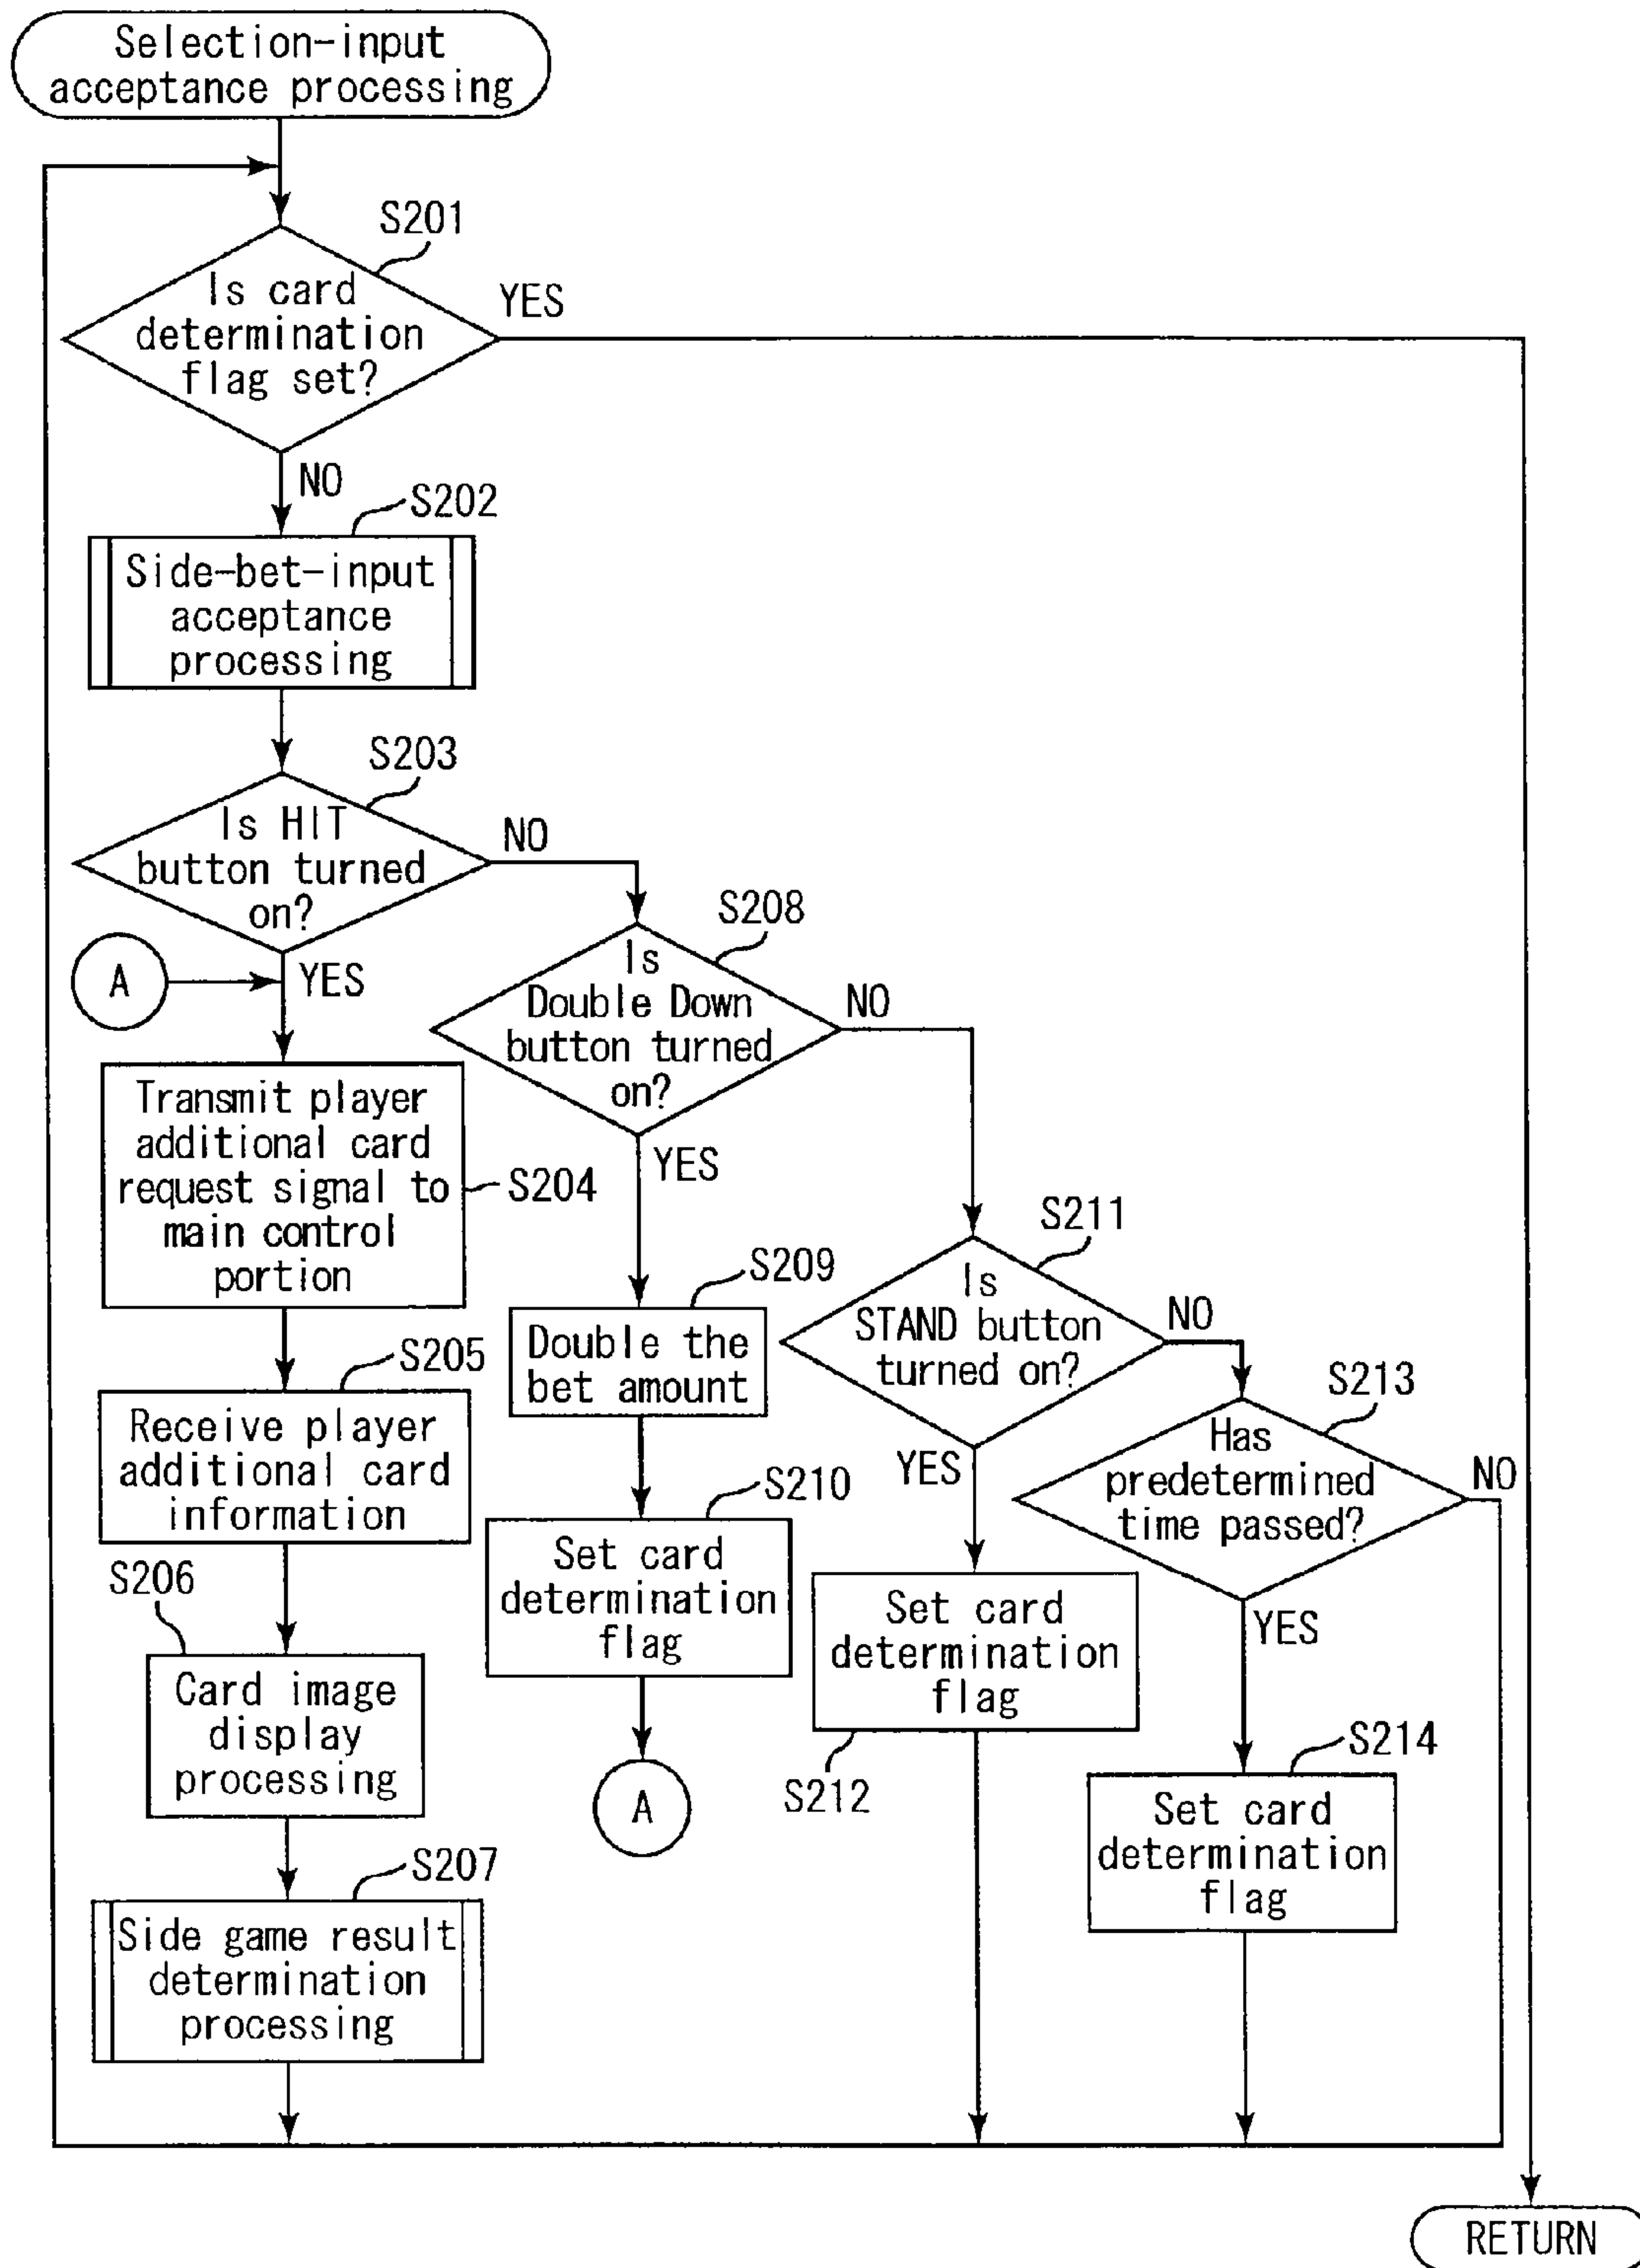 Selection-input
acceptance processing
S201
Is card
determination
flag set?
YES
NO
S202
Side-bet-input
acceptance
processing
S203
Is HIT
button turned
on?
NO
A
YES
S208
Is
Double Down
button turned
on?
NO
YES
Transmit player
additional card
request signal to
main control
portion
S204
S211
Is
STAND button
turned on?
NO
YES
S209
Double the
bet amount
S205
Receive player
additional card
information
S213
Has
predetermined
time passed?
NO
YES
S210
Set card
determination
flag
A
S206
Card image
display
processing
Set card
determination
flag
S212
S214
Set card
determination
flag
S207
Side game result
determination
processing
RETURN